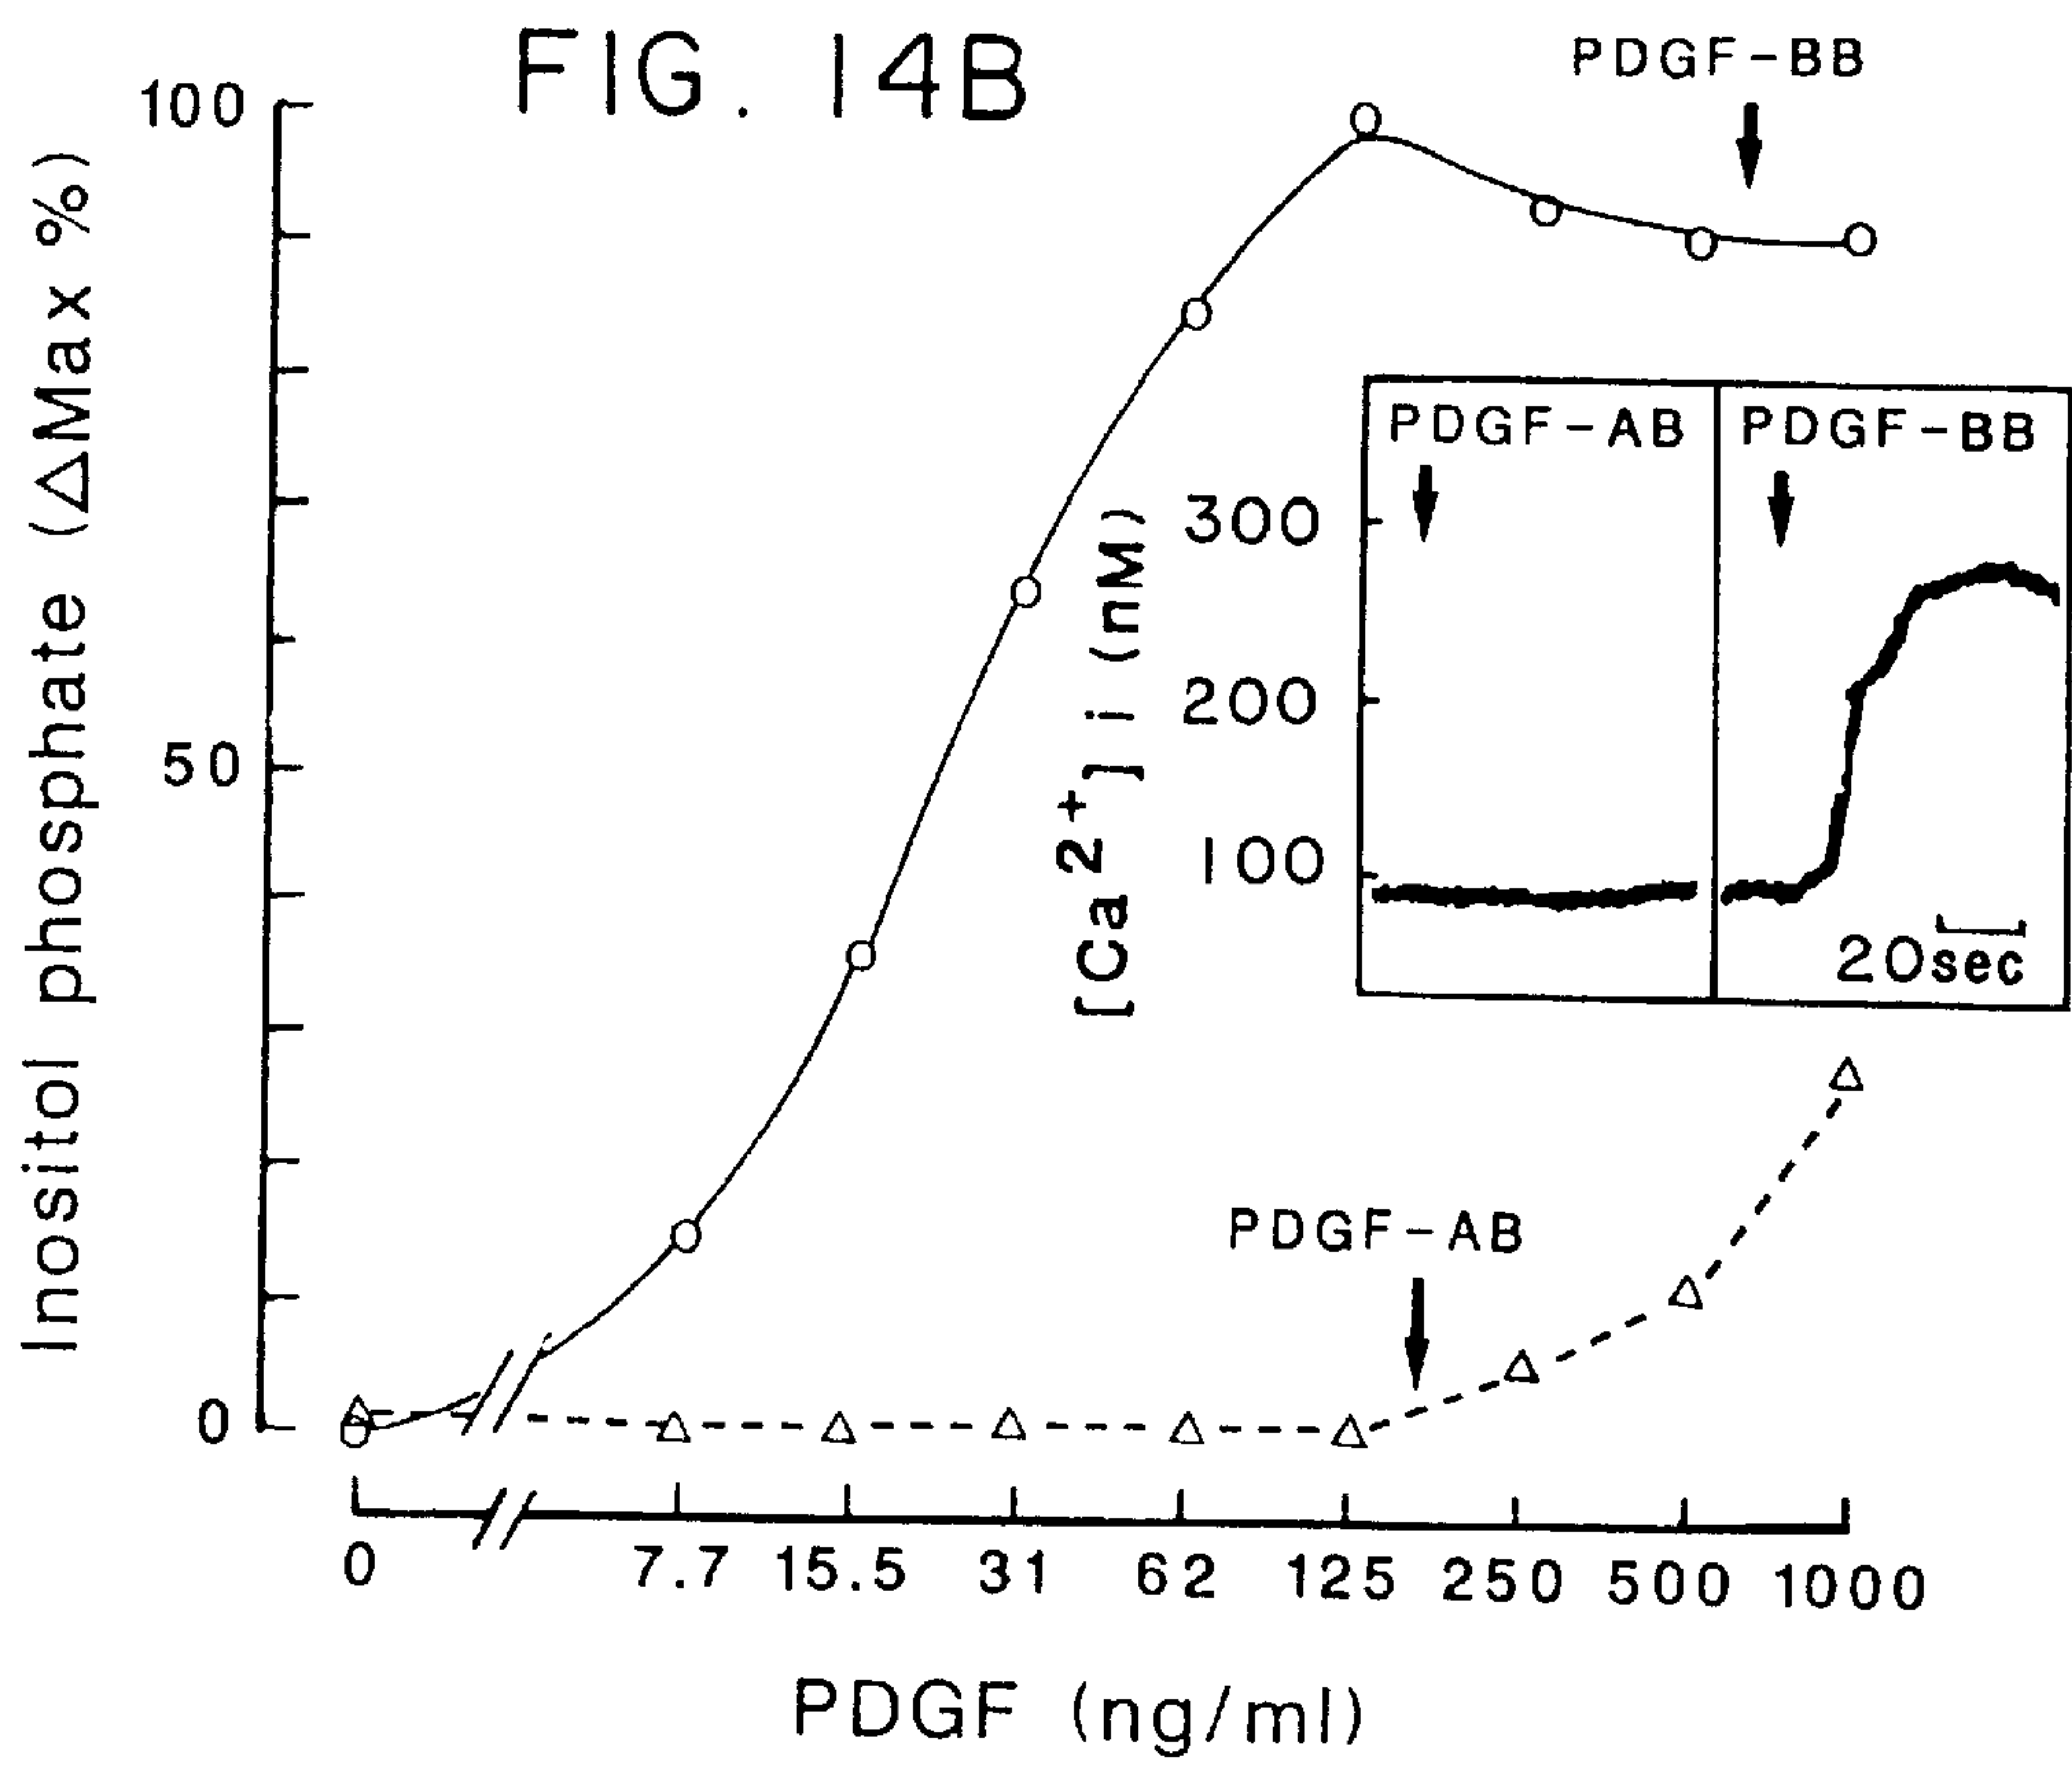 FIG. 14B
PDGF-BB
100
50
0
Inositol phosphate (ΔMax %)
PDGF-AB
PDGF-BB
300
200
100
[Ca2+]i (nM)
20sec
PDGF-AB
0 7.7 15.5 31 62 125 250 500 1000
PDGF (ng/ml)